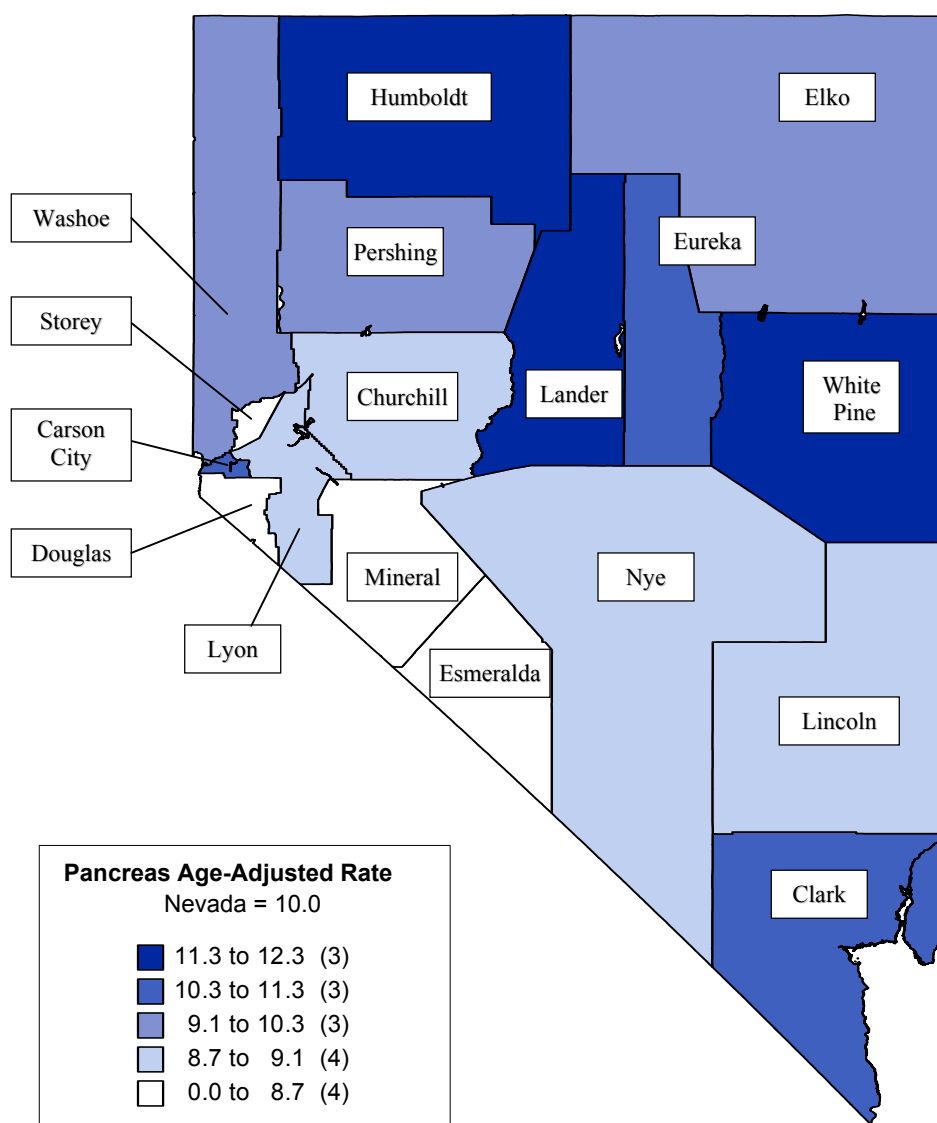 Humboldt
Elko
Washoe
Pershing
Eureka
Storey
Churchill
Lander
White
Pine
Carson
City
Douglas
Mineral
Nye
Lyon
Esmeralda
Lincoln
Clark
Pancreas Age-Adjusted Rate
Nevada = 10.0
11.3 to 12.3 (3)
10.3 to 11.3 (3)
9.1 to 10.3 (3)
8.7 to 9.1 (4)
0.0 to 8.7 (4)